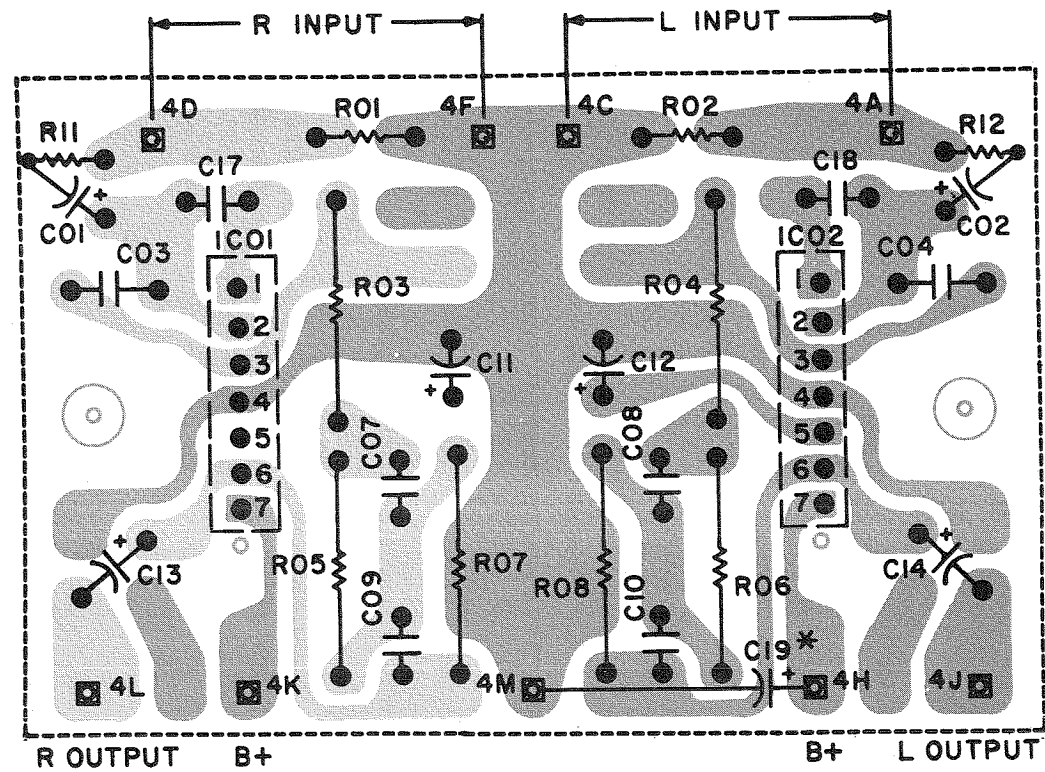 R INPUT L INPUT
4D R01 4F 4C R02 4A
R11 R12
C17 C18
C01 C02
C03 1C01 1C02 C04
1 1
R03 R04
2 2
3 C11 C12 3
4 4
C07 C08
5 5
6 6
7 7
C13 R05 R07 R08 R06 C14
C09 C10
C19*
4L 4K 4M 4H 4J
R OUTPUT B+ B+ L OUTPUT